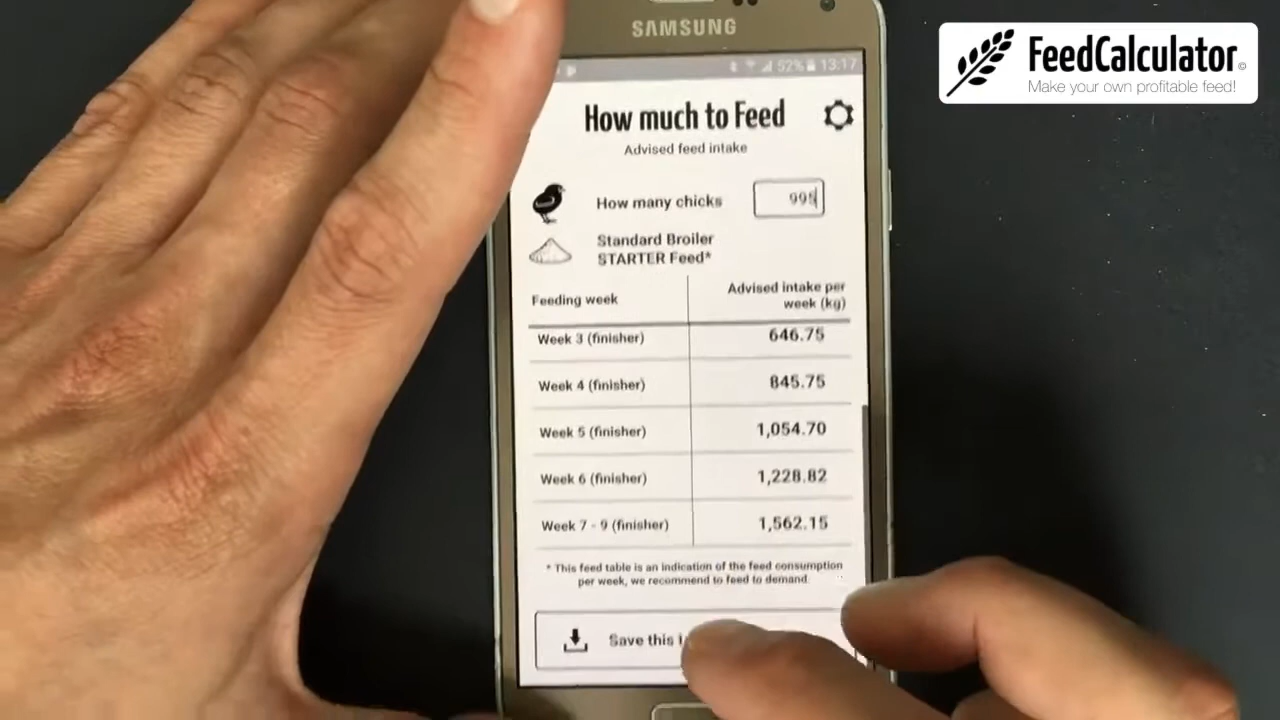 SAMSUNG
52% 13:17
FeedCalculator©
Make your own profitable feed!
How much to Feed
Advised feed intake
How many chicks 995
Standard Broiler
STARTER Feed*
Feeding week
Advised intake per
week (kg)
Week 3 (finisher) 646.75
Week 4 (finisher) 845.75
Week 5 (finisher) 1,054.70
Week 6 (finisher) 1,228.82
Week 7 - 9 (finisher) 1,562.15
* This feed table is an indication of the feed consumption
per week, we recommend to feed to demand.
Save this